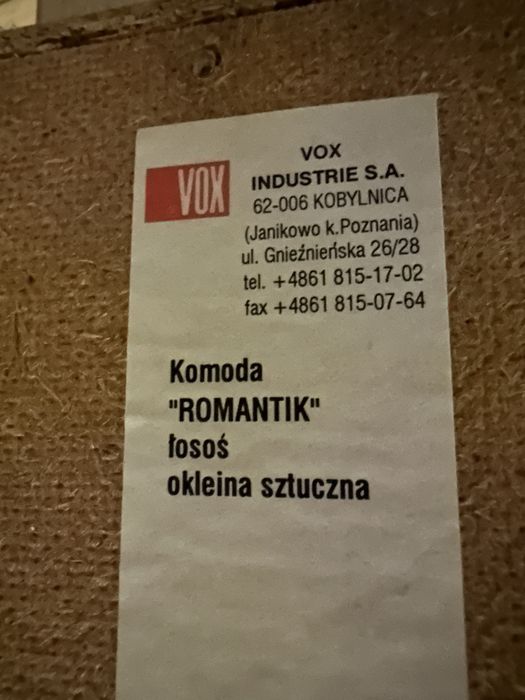 VOX
VOX
INDUSTRIE S.A.
62-006 KOBYLNICA
(Janikowo k.Poznania)
ul. Gnieźnieńska 26/28
tel. +4861 815-17-02
fax +4861 815-07-64
Komoda
"ROMANTIK"
łosoś
okleina sztuczna